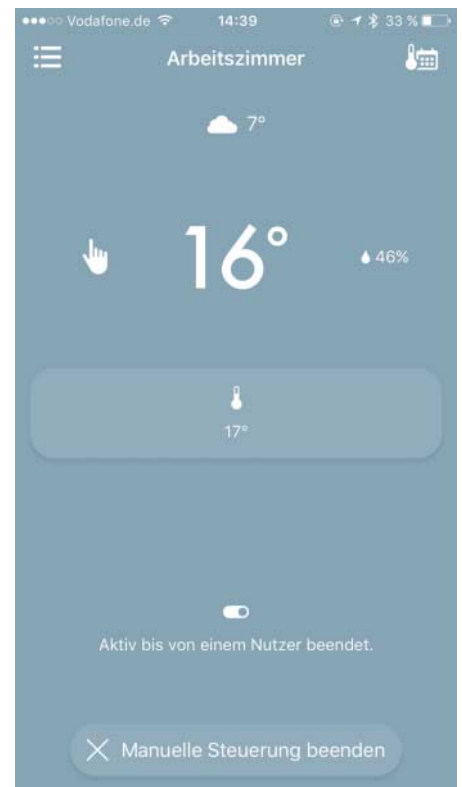 Vodafone.de 14:39 33 %
Arbeitszimmer
7°
16°
46%
17°
Aktiv bis von einem Nutzer beendet.
Manuelle Steuerung beenden